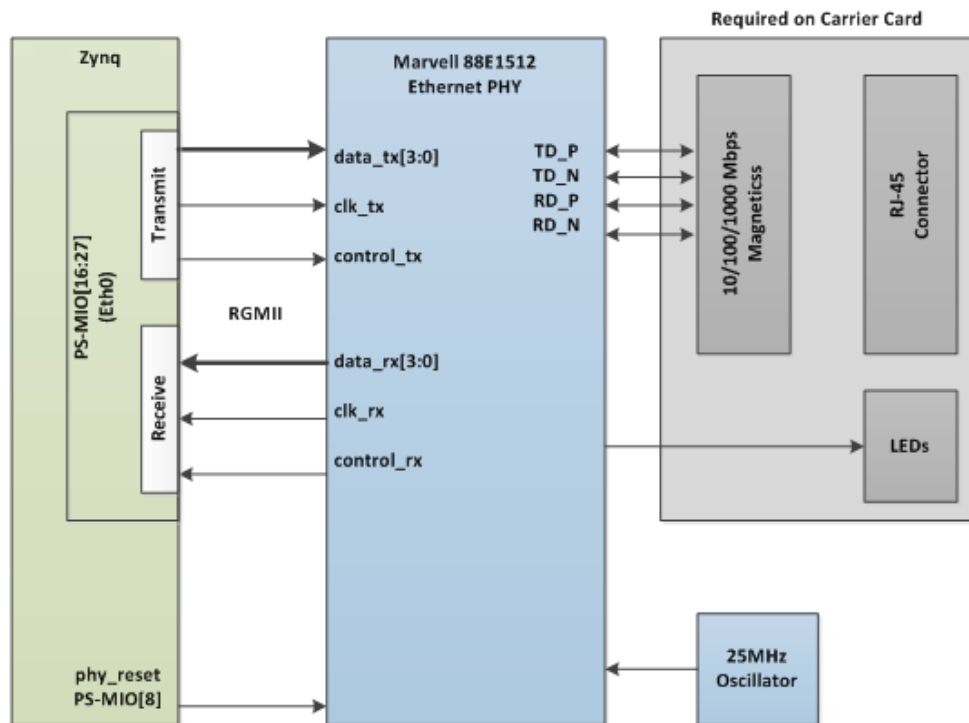 Required on Carrier Card
Zynq
Marvell 88E1512
Ethernet PHY
PS-MIO[16:27]
(Eth0)
Transmit
Receive
RGMII
data_tx[3:0]
clk_tx
control_tx
data_rx[3:0]
clk_rx
control_rx
TD_P
TD_N
RD_P
RD_N
10/100/1000 Mbps
Magneticss
RJ-45
Connector
LEDs
phy_reset
PS-MIO[8]
25MHz
Oscillator